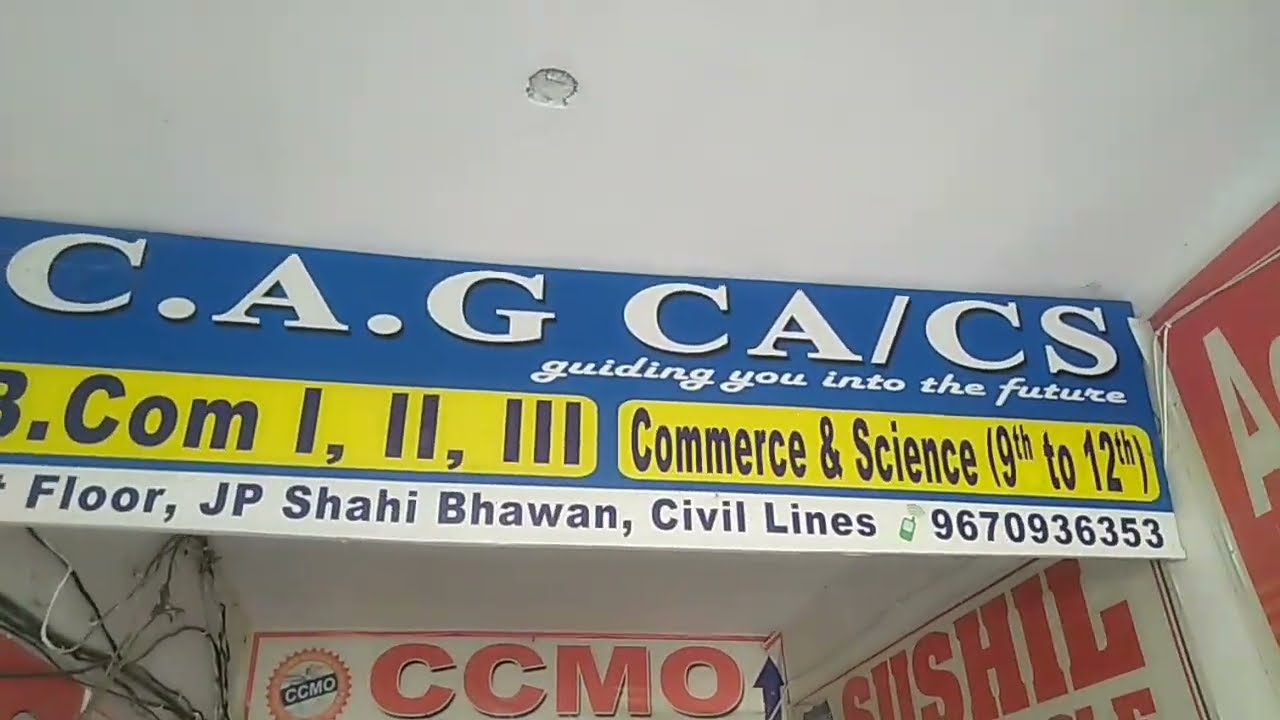 C.A.G CA/CS
guiding you into the future
B.Com I, II, III
Commerce & Science (9th to 12th)
Floor, JP Shahi Bhawan, Civil Lines 9670936353
CCMO
CCMO
SUSHIL